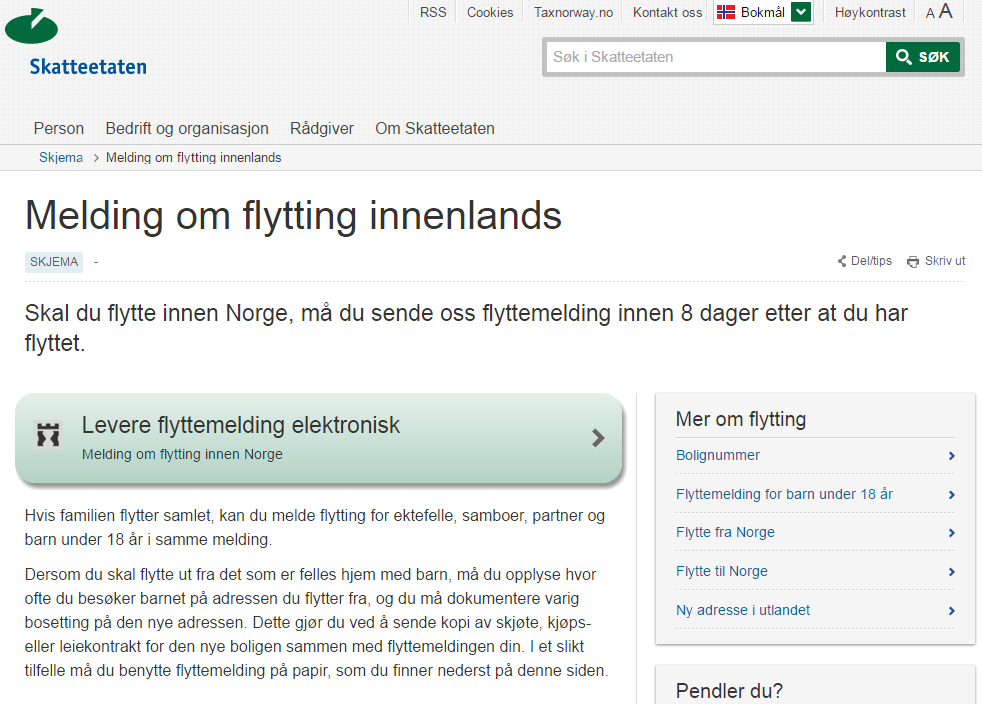 RSS Cookies Taxnorway.no Kontakt oss Bokmål Høykontrast A A
Skatteetaten
Søk i Skatteetaten SØK
Person Bedrift og organisasjon Rådgiver Om Skatteetaten
Skjema > Melding om flytting innenlands
Melding om flytting innenlands
SKJEMA -
Del/tips Skriv ut
Skal du flytte innen Norge, må du sende oss flyttemelding innen 8 dager etter at du har
flyttet.
Levere flyttemelding elektronisk
Melding om flytting innen Norge
Hvis familien flytter samlet, kan du melde flytting for ektefelle, samboer, partner og
barn under 18 år i samme melding.
Dersom du skal flytte ut fra det som er felles hjem med barn, må du opplyse hvor
ofte du besøker barnet på adressen du flytter fra, og du må dokumentere varig
bosetting på den nye adressen. Dette gjør du ved å sende kopi av skjøte, kjøps-
eller leiekontrakt for den nye boligen sammen med flyttemeldingen din. I et slikt
tilfelle må du benytte flyttemelding på papir, som du finner nederst på denne siden.
Mer om flytting
Bolignummer
Flyttemelding for barn under 18 år
Flytte fra Norge
Flytte til Norge
Ny adresse i utlandet
Pendler du?